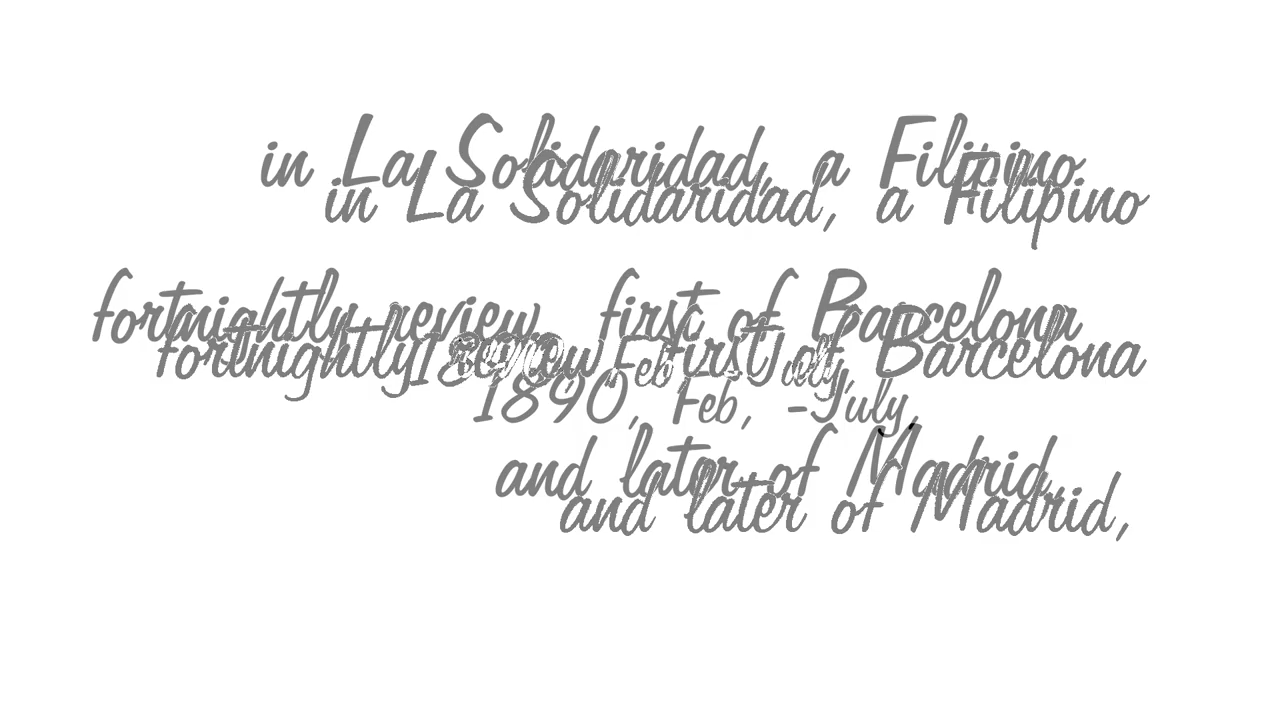 in La Solidaridad, a Filipino
fortnightly review, first of Barcelona
1890, Feb, -July,
and later of Madrid,